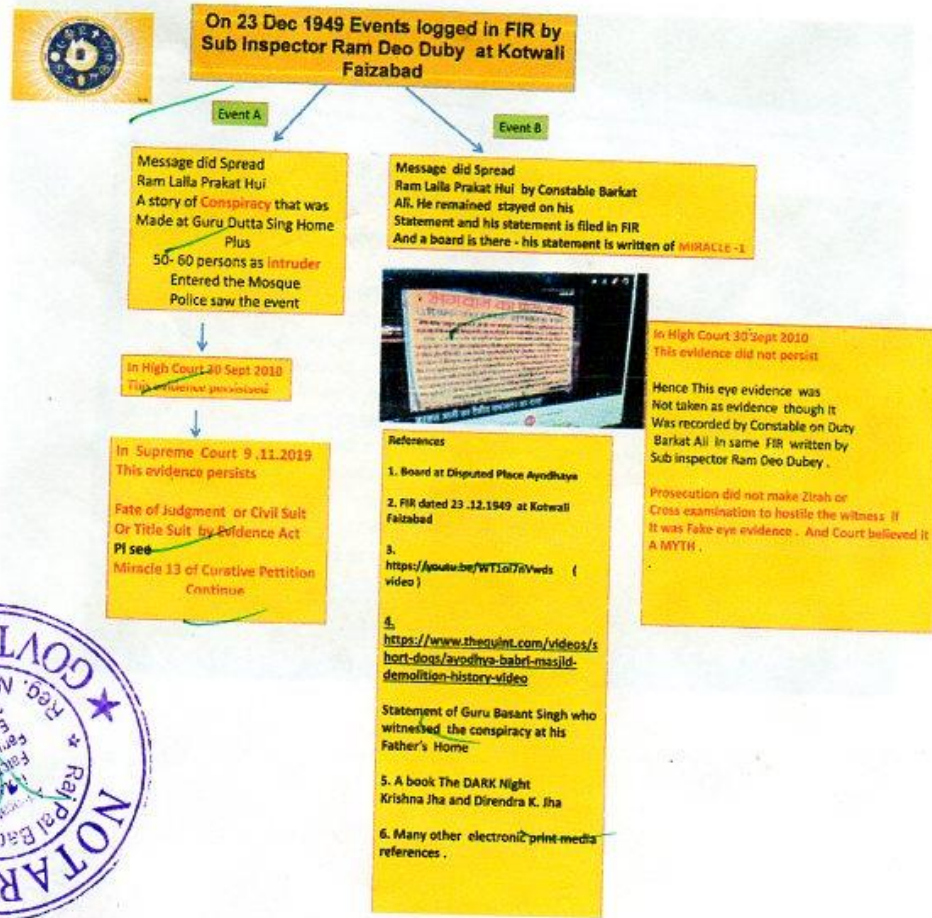 On 23 Dec 1949 Events logged in FIR by
Sub Inspector Ram Deo Duby at Kotwali
Faizabad
Event A
Event B
Message did Spread
Ram Lalla Prakat Hui
A story of Conspiracy that was
Made at Guru Dutta Sing Home
Plus
50- 60 persons as intruder
Entered the Mosque
Police saw the event
Message did Spread
Ram Lalla Prakat Hui by Constable Barkat
Ali. He remained stayed on his
Statement and his statement is filed in FIR
And a board is there - his statement is written of MIRACLE -1
In High Court 30 Sept 2010
This evidence persistsed
In Supreme Court 9 .11.2019
This evidence persists
Fate of Judgment or Civil Suit
Or Title Suit by Evidence Act
Pl see
Miracle 13 of Curative Pettition
Continue
भगवान का
References
1. Board at Disputed Place Ayodhaya
2. FIR dated 23 .12.1949 at Kotwali
Faizabad
3.
https://youtu.be/WT1ol7nVwds (
video )
4.
https://www.thequint.com/videos/s
hort-doqs/ayodhya-babri-masjid-
demolition-history-video
Statement of Guru Basant Singh who
witnessed the conspiracy at his
Father's Home
5. A book The DARK Night
Krishna Jha and Direndra K. Jha
6. Many other electronic print media
references .
In High Court 30 Sept 2010
This evidence did not persist
Hence This eye evidence was
Not taken as evidence though it
Was recorded by Constable on Duty
Barkat Ali In same FIR written by
Sub inspector Ram Deo Dubey .
Prosecution did not make Zirah or
Cross examination to hostile the witness if
It was Fake eye evidence . And Court believed it
A MYTH .
NOTAR
★ GOVT
Reg. N
RajPal Bac